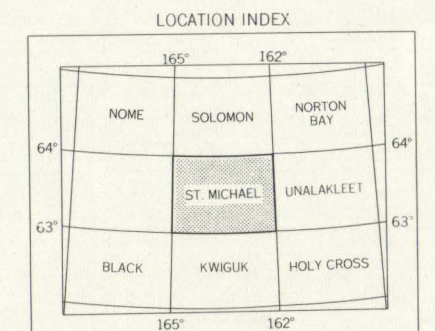 LOCATION INDEX
165° 162°
NOME SOLOMON NORTON
BAY
64° 64°
ST. MICHAEL UNALAKLEET
63° 63°
BLACK KWIGUK HOLY CROSS
165° 162°